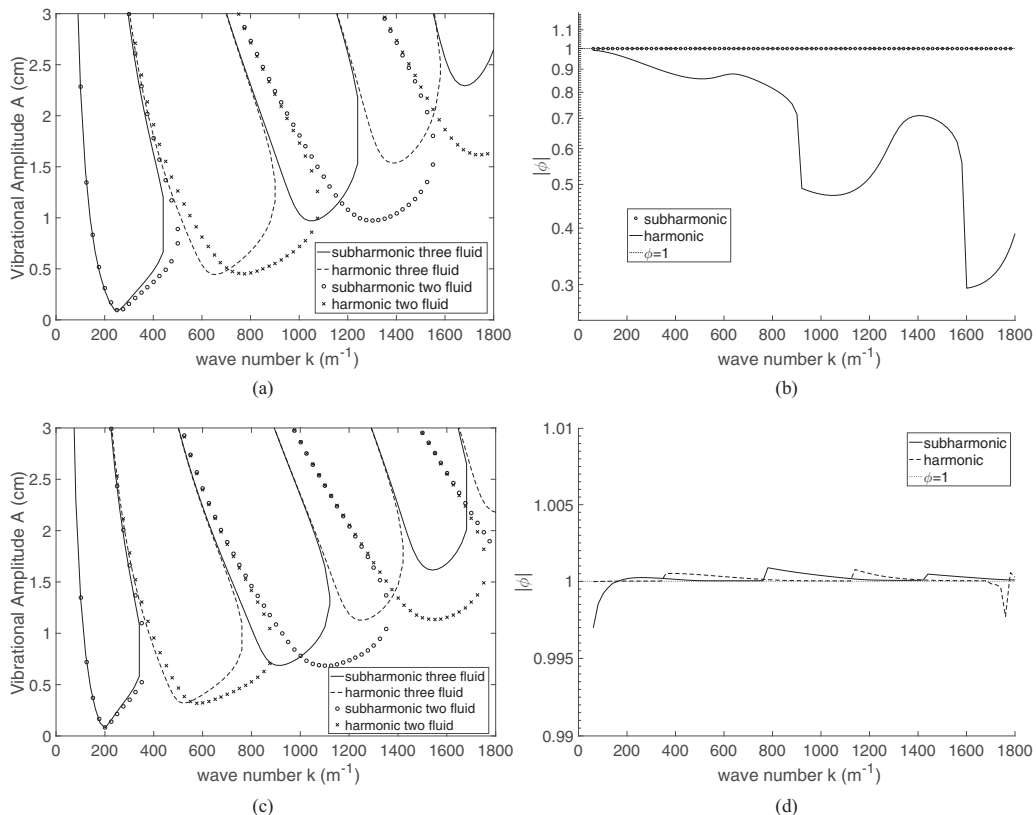 3
2.5
2
1.5
1
0.5
0
Vibrational Amplitude A (cm)
subharmonic three fluid
harmonic three fluid
subharmonic two fluid
harmonic two fluid
0 200 400 600 800 1000 1200 1400 1600 1800
wave number k (m⁻¹)
(a)
1.1
1
0.9
0.8
0.7
0.6
0.5
0.4
0.3
|ϕ|
subharmonic
harmonic
ϕ=1
0 200 400 600 800 1000 1200 1400 1600 1800
wave number k (m⁻¹)
(b)
3
2.5
2
1.5
1
0.5
0
Vibrational Amplitude A (cm)
subharmonic three fluid
harmonic three fluid
subharmonic two fluid
harmonic two fluid
0 200 400 600 800 1000 1200 1400 1600 1800
wave number k (m⁻¹)
(c)
1.01
1.005
1
0.995
0.99
|ϕ|
subharmonic
harmonic
ϕ=1
0 200 400 600 800 1000 1200 1400 1600 1800
wave number k (m⁻¹)
(d)